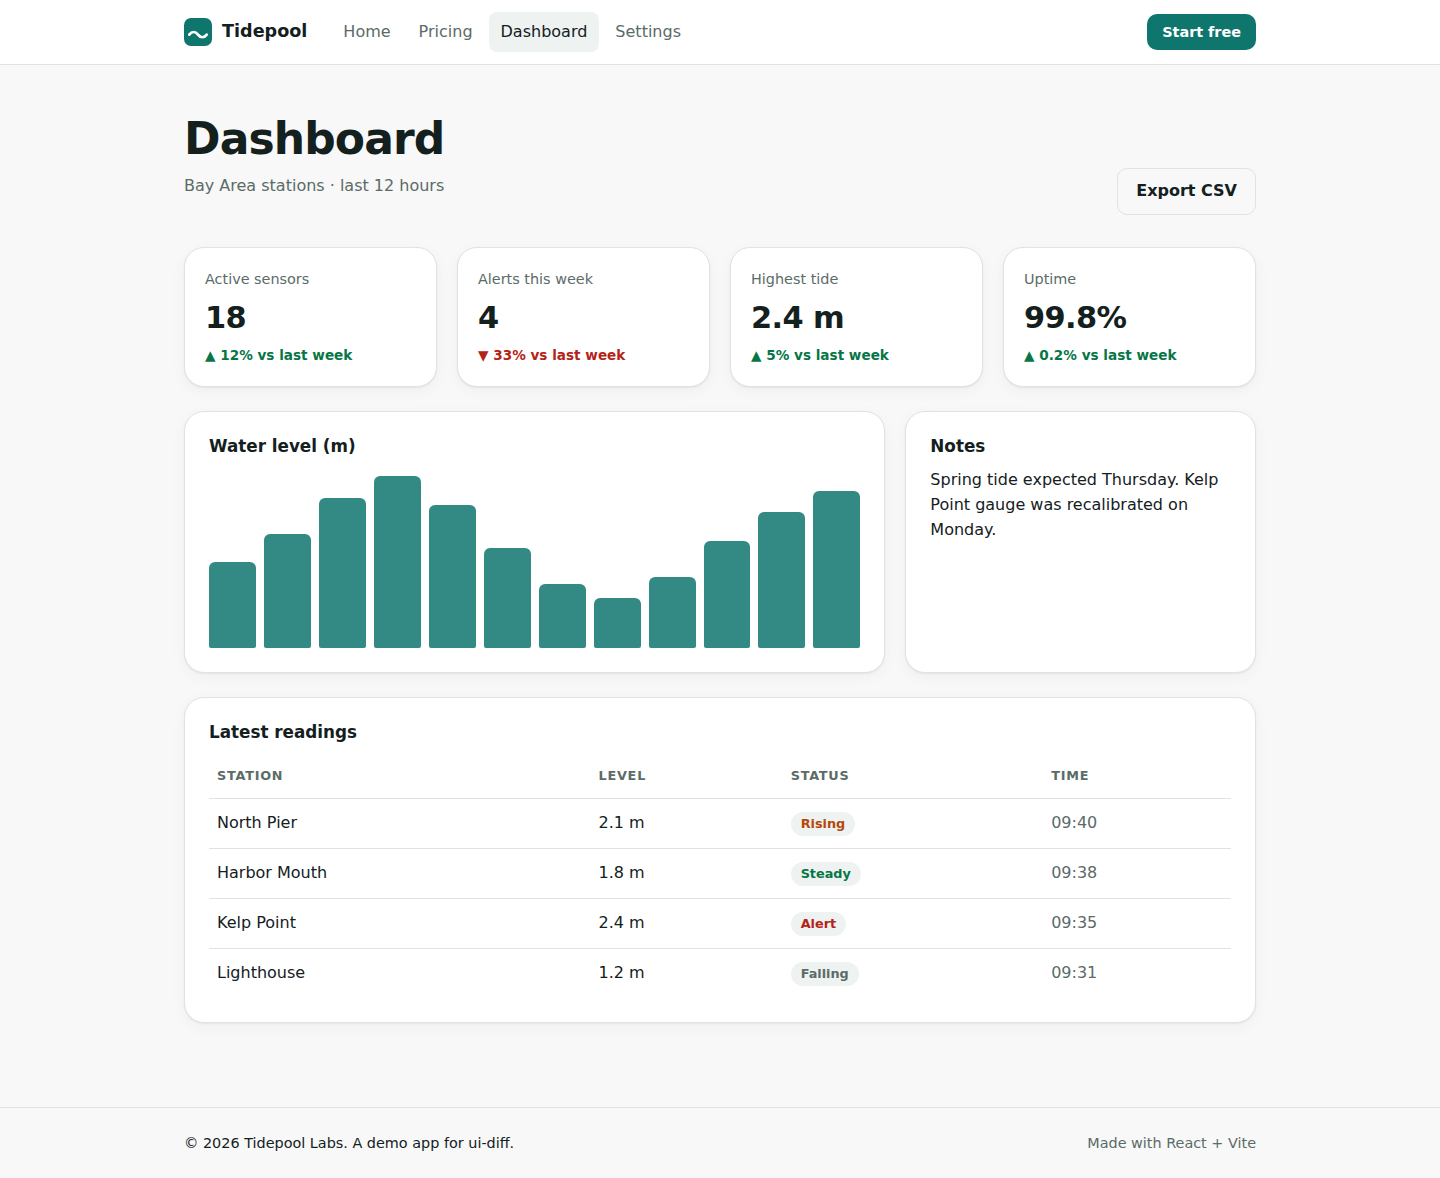 Tidepool
Home
Pricing
Dashboard
Settings
Start free
Dashboard
Bay Area stations · last 12 hours
Export CSV
Active sensors
18
▲ 12% vs last week
Alerts this week
4
▼ 33% vs last week
Highest tide
2.4 m
▲ 5% vs last week
Uptime
99.8%
▲ 0.2% vs last week
Water level (m)
Notes
Spring tide expected Thursday. Kelp
Point gauge was recalibrated on
Monday.
Latest readings
STATION LEVEL STATUS TIME
North Pier 2.1 m Rising 09:40
Harbor Mouth 1.8 m Steady 09:38
Kelp Point 2.4 m Alert 09:35
Lighthouse 1.2 m Falling 09:31
© 2026 Tidepool Labs. A demo app for ui-diff.
Made with React + Vite